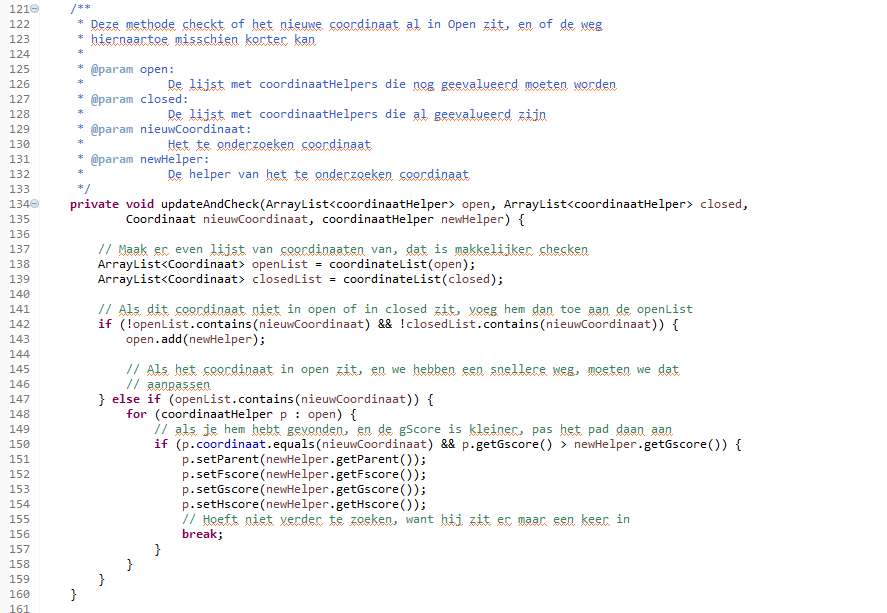 121 /**
122  * Deze methode checkt of het nieuwe coordinaat al in Open zit, en of de weg
123  * hiernaartoe misschien korter kan
124  *
125  * @param open:
126  *            De lijst met coordinaatHelpers die nog geevalueerd moeten worden
127  * @param closed:
128  *            De lijst met coordinaatHelpers die al geevalueerd zijn
129  * @param nieuwCoordinaat:
130  *            Het te onderzoeken coordinaat
131  * @param newHelper:
132  *            De helper van het te onderzoeken coordinaat
133  */
134 private void updateAndCheck(ArrayList<coordinaatHelper> open, ArrayList<coordinaatHelper> closed,
135         Coordinaat nieuwCoordinaat, coordinaatHelper newHelper) {
136
137     // Maak er even lijst van coordinaaten van, dat is makkelijker checken
138     ArrayList<Coordinaat> openList = coordinateList(open);
139     ArrayList<Coordinaat> closedList = coordinateList(closed);
140
141     // Als dit coordinaat niet in open of in closed zit, voeg hem dan toe aan de openList
142     if (!openList.contains(nieuwCoordinaat) && !closedList.contains(nieuwCoordinaat)) {
143         open.add(newHelper);
144
145         // Als het coordinaat in open zit, en we hebben een snellere weg, moeten we dat
146         // aanpassen
147     } else if (openList.contains(nieuwCoordinaat)) {
148         for (coordinaatHelper p : open) {
149             // als je hem hebt gevonden, en de gScore is kleiner, pas het pad daan aan
150             if (p.coordinaat.equals(nieuwCoordinaat) && p.getGscore() > newHelper.getGscore()) {
151                 p.setParent(newHelper.getParent());
152                 p.setFscore(newHelper.getFscore());
153                 p.setGscore(newHelper.getGscore());
154                 p.setHscore(newHelper.getHscore());
155                 // Hoeft niet verder te zoeken, want hij zit er maar een keer in
156                 break;
157             }
158         }
159     }
160 }
161